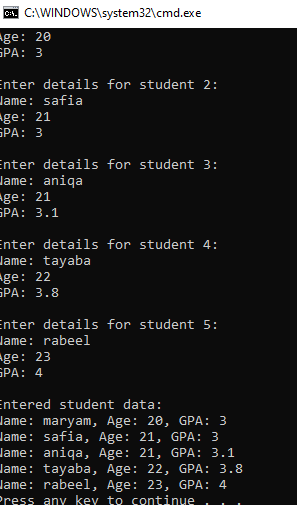 C:\WINDOWS\system32\cmd.exe
Age: 20
GPA: 3
Enter details for student 2:
Name: safia
Age: 21
GPA: 3
Enter details for student 3:
Name: aniqa
Age: 21
GPA: 3.1
Enter details for student 4:
Name: tayaba
Age: 22
GPA: 3.8
Enter details for student 5:
Name: rabeel
Age: 23
GPA: 4
Entered student data:
Name: maryam, Age: 20, GPA: 3
Name: safia, Age: 21, GPA: 3
Name: aniqa, Age: 21, GPA: 3.1
Name: tayaba, Age: 22, GPA: 3.8
Name: rabeel, Age: 23, GPA: 4
Press any key to continue . . .